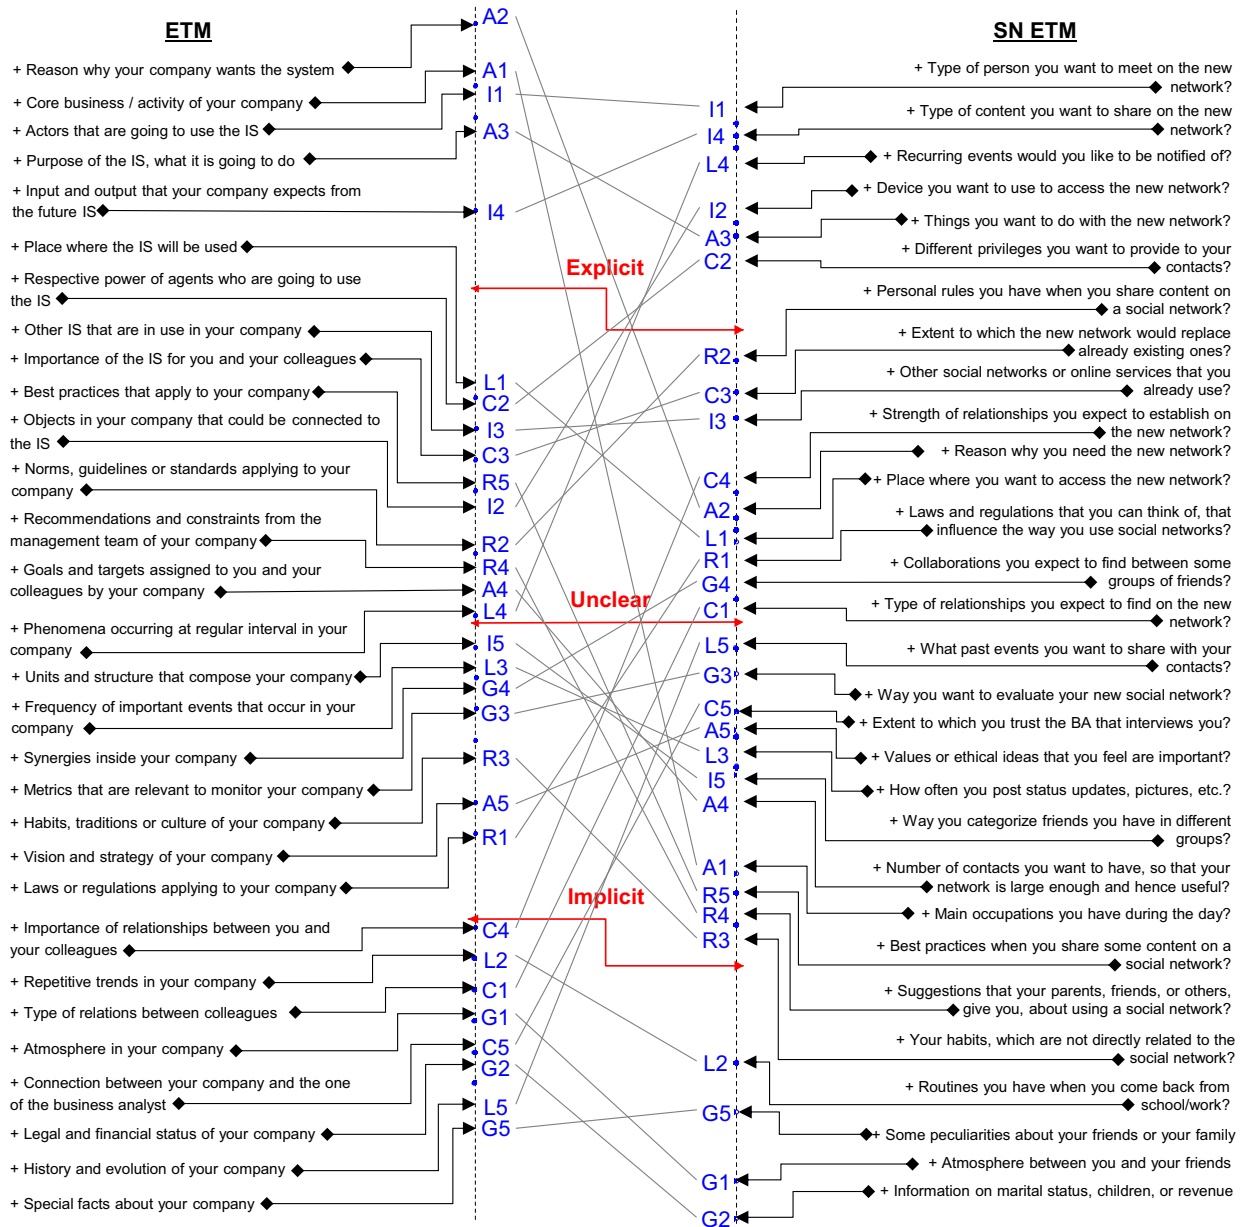 ETM
+ Reason why your company wants the system
+ Core business / activity of your company
+ Actors that are going to use the IS
+ Purpose of the IS, what it is going to do
+ Input and output that your company expects from
the future IS
+ Place where the IS will be used
+ Respective power of agents who are going to use
the IS
+ Other IS that are in use in your company
+ Importance of the IS for you and your colleagues
+ Best practices that apply to your company
+ Objects in your company that could be connected to
the IS
+ Norms, guidelines or standards applying to your
company
+ Recommendations and constraints from the
management team of your company
+ Goals and targets assigned to you and your
colleagues by your company
+ Phenomena occurring at regular interval in your
company
+ Units and structure that compose your company
+ Frequency of important events that occur in your
company
+ Synergies inside your company
+ Metrics that are relevant to monitor your company
+ Habits, traditions or culture of your company
+ Vision and strategy of your company
+ Laws or regulations applying to your company
+ Importance of relationships between you and
your colleagues
+ Repetitive trends in your company
+ Type of relations between colleagues
+ Atmosphere in your company
+ Connection between your company and the one
of the business analyst
+ Legal and financial status of your company
+ History and evolution of your company
+ Special facts about your company
A2
A1
I1
A3
I4
L1
C2
I3
C3
R5
I2
R2
R4
A4
L4
I5
L3
G4
G3
R3
A5
R1
C4
L2
C1
G1
C5
G2
L5
G5
Explicit
Unclear
Implicit
I1
I4
L4
I2
A3
C2
R2
C3
I3
C4
A2
L1
R1
G4
C1
L5
G3
C5
A5
L3
I5
A4
A1
R5
R4
R3
L2
G5
G1
G2
SN ETM
+ Type of person you want to meet on the new
network?
+ Type of content you want to share on the new
network?
+ Recurring events would you like to be notified of?
+ Device you want to use to access the new network?
+ Things you want to do with the new network?
+ Different privileges you want to provide to your
contacts?
+ Personal rules you have when you share content on
a social network?
+ Extent to which the new network would replace
already existing ones?
+ Other social networks or online services that you
already use?
+ Strength of relationships you expect to establish on
the new network?
+ Reason why you need the new network?
+ Place where you want to access the new network?
+ Laws and regulations that you can think of, that
influence the way you use social networks?
+ Collaborations you expect to find between some
groups of friends?
+ Type of relationships you expect to find on the new
network?
+ What past events you want to share with your
contacts?
+ Way you want to evaluate your new social network?
+ Extent to which you trust the BA that interviews you?
+ Values or ethical ideas that you feel are important?
+ How often you post status updates, pictures, etc.?
+ Way you categorize friends you have in different
groups?
+ Number of contacts you want to have, so that your
network is large enough and hence useful?
+ Main occupations you have during the day?
+ Best practices when you share some content on a
social network?
+ Suggestions that your parents, friends, or others,
give you, about using a social network?
+ Your habits, which are not directly related to the
social network?
+ Routines you have when you come back from
school/work?
+ Some peculiarities about your friends or your family
+ Atmosphere between you and your friends
+ Information on marital status, children, or revenue